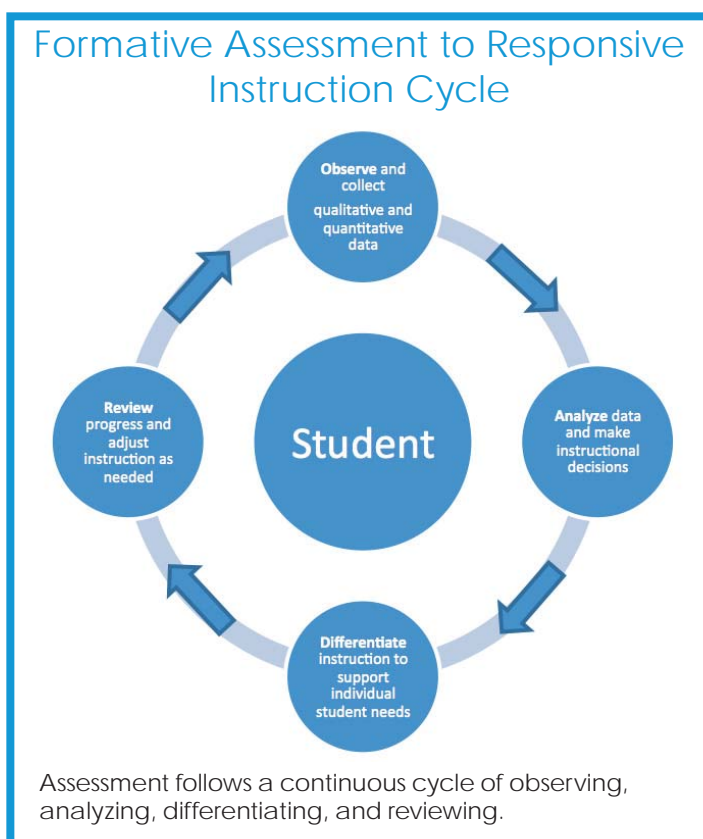 Formative Assessment to Responsive
Instruction Cycle
Observe and
collect
qualitative and
quantitative
data
Analyze data
and make
instructional
decisions
Differentiate
instruction to
support
individual
student needs
Review
progress and
adjust
instruction as
needed
Student
Assessment follows a continuous cycle of observing,
analyzing, differentiating, and reviewing.